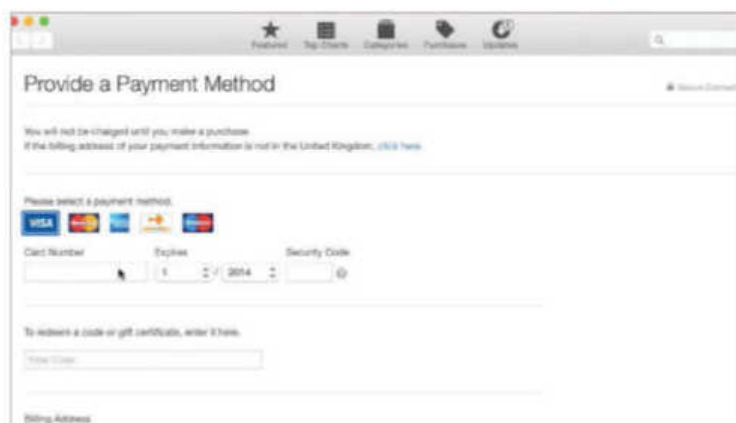 Featured Top Charts Categories Purchases Updates
Provide a Payment Method
You will not be charged until you make a purchase.
If the billing address of your payment information is not in the United Kingdom, click here.
Please select a payment method.
VISA
Card Number Expires Security Code
1 / 2014
To redeem a code or gift certificate, enter it here.
Enter Code
Billing Address